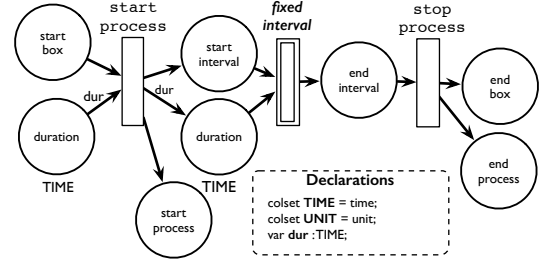 start
process
fixed
interval
stop
process
start
box
start
interval
end
interval
end
box
dur
dur
duration
duration
TIME
TIME
start
process
end
process
Declarations
colset TIME = time;
colset UNIT = unit;
var dur :TIME;